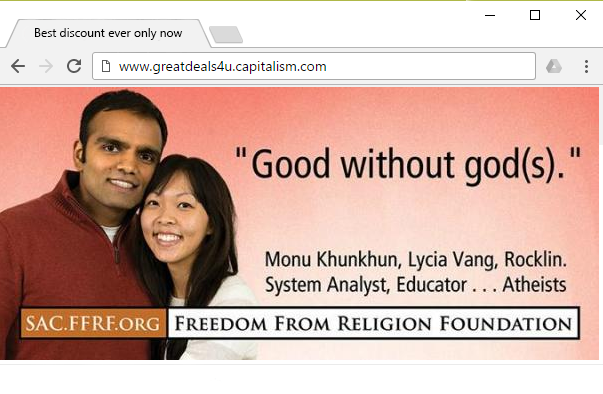 Best discount ever only now
www.greatdeals4u.capitalism.com
"Good without god(s)."
Monu Khunkhun, Lycia Vang, Rocklin.
System Analyst, Educator . . . Atheists
SAC.FFRF.ORG FREEDOM FROM RELIGION FOUNDATION